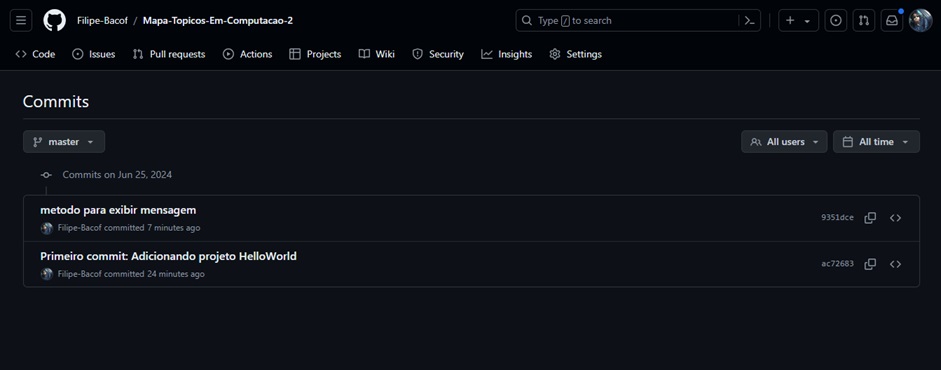 Filipe-Bacof / Mapa-Topicos-Em-Computacao-2
Type / to search
Code Issues Pull requests Actions Projects Wiki Security Insights Settings
Commits
master All users All time
Commits on Jun 25, 2024
metodo para exibir mensagem
9351dce
Filipe-Bacof committed 7 minutes ago
Primeiro commit: Adicionando projeto HelloWorld
ac72683
Filipe-Bacof committed 24 minutes ago